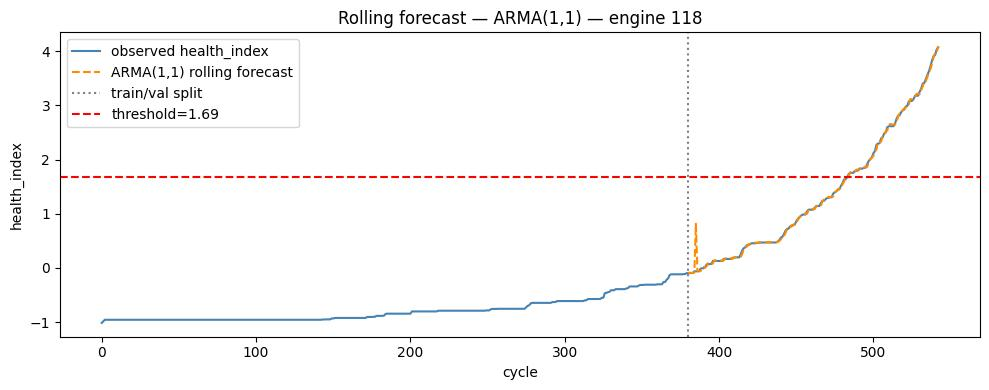 Rolling forecast — ARMA(1,1) — engine 118
observed health_index
ARMA(1,1) rolling forecast
train/val split
threshold=1.69
health_index
4
3
2
1
0
−1
0
100
200
300
400
500
cycle